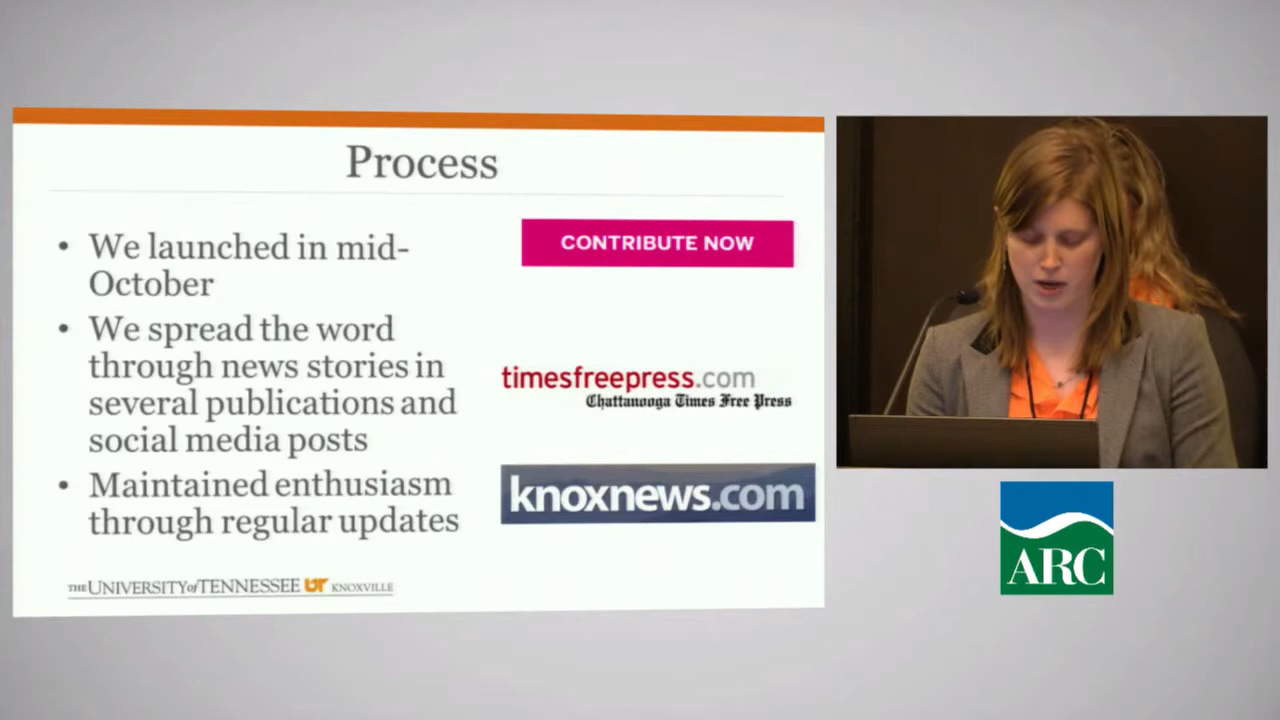 Process
• We launched in mid-
October
• We spread the word
through news stories in
several publications and
social media posts
• Maintained enthusiasm
through regular updates
CONTRIBUTE NOW
timesfreepress.com
Chattanooga Times Free Press
knoxnews.com
THE UNIVERSITY of TENNESSEE UT KNOXVILLE
ARC